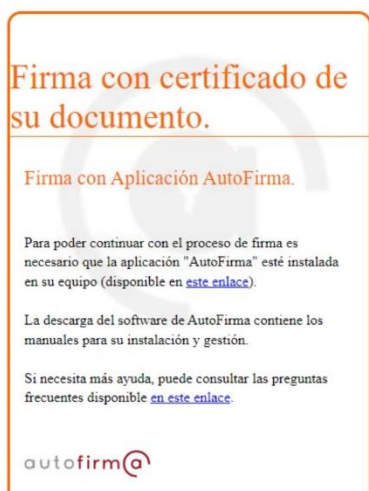 Firma con certificado de
su documento.
Firma con Aplicación AutoFirma.
Para poder continuar con el proceso de firma es
necesario que la aplicación "AutoFirma" esté instalada
en su equipo (disponible en este enlace).
La descarga del software de AutoFirma contiene los
manuales para su instalación y gestión.
Si necesita más ayuda, puede consultar las preguntas
frecuentes disponible en este enlace.
autofirm@